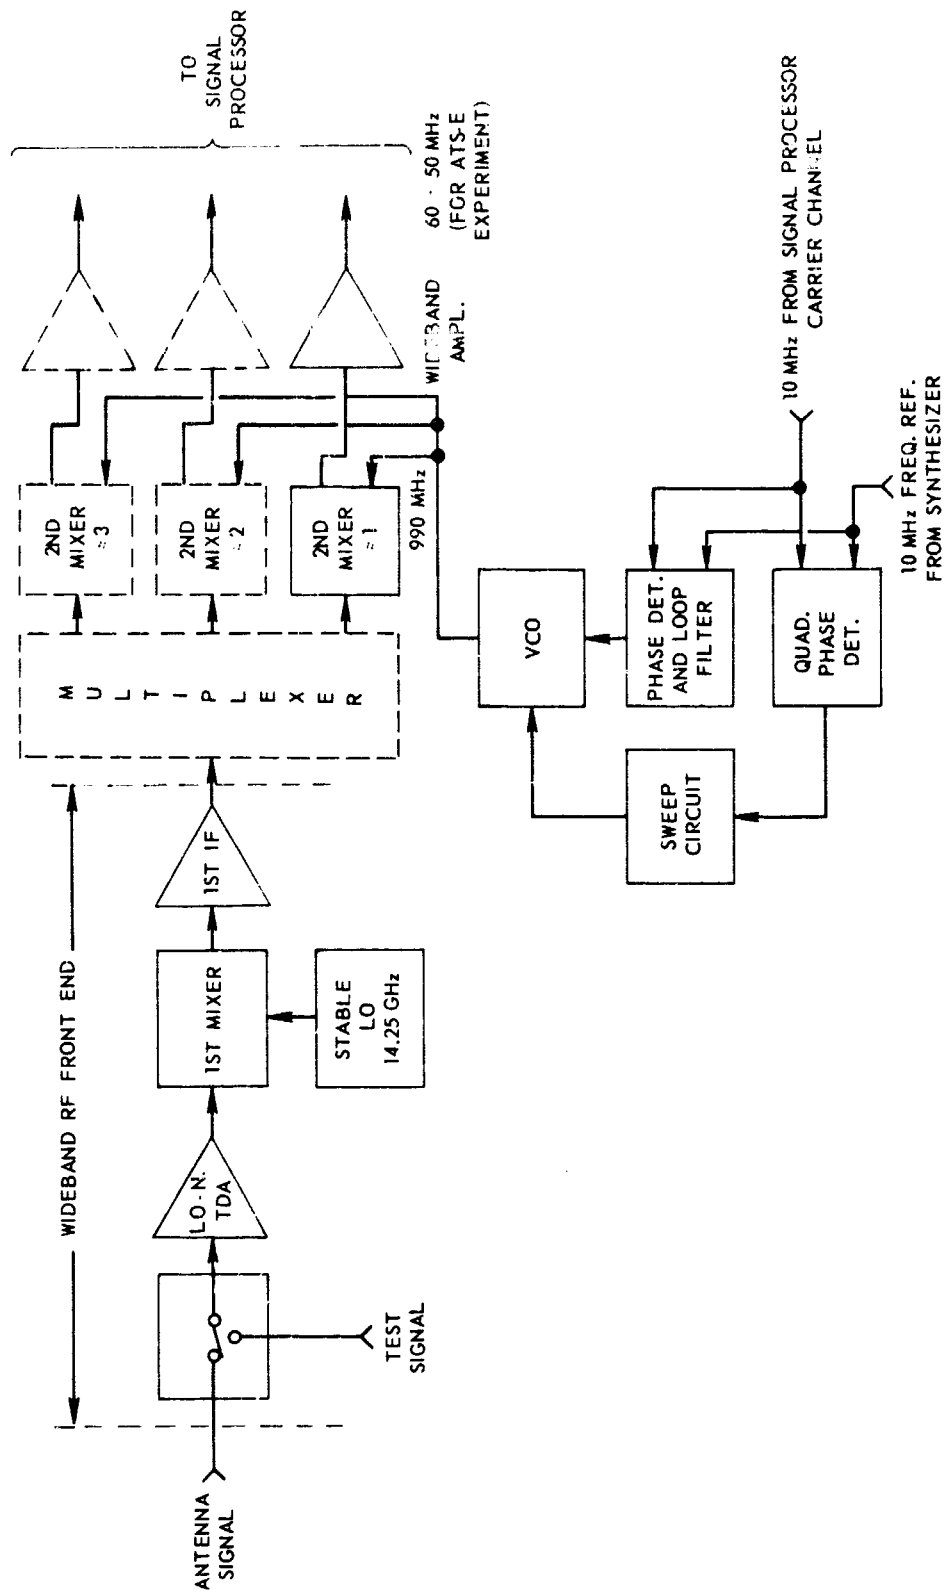 WIDEBAND RF FRONT END
ANTENNA
SIGNAL
TEST
SIGNAL
LO-N.
TDA
1ST MIXER
STABLE
LO
14.25 GHz
1ST IF
MULTIPLEXER
2ND
MIXER
#3
2ND
MIXER
#2
2ND
MIXER
#1
990 MHz
WIDEBAND
AMPL.
60 - 50 MHz
(FOR ATS-E
EXPERIMENT)
TO
SIGNAL
PROCESSOR
VCO
PHASE DET.
AND LOOP
FILTER
QUAD.
PHASE
DET.
SWEEP
CIRCUIT
10 MHz FROM SIGNAL PROCESSOR
CARRIER CHANNEL
10 MHz FREQ. REF.
FROM SYNTHESIZER